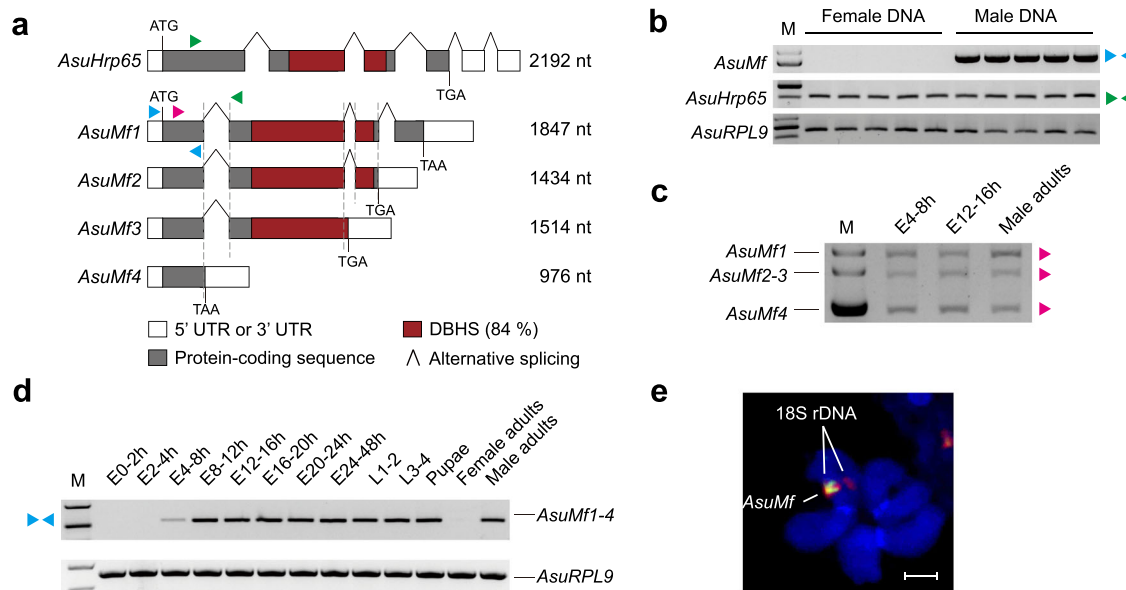 a
ATG
AsuHrp65
2192 nt
TGA
ATG
AsuMf1
1847 nt
TAA
AsuMf2
1434 nt
TGA
AsuMf3
1514 nt
TGA
AsuMf4
976 nt
TAA
5' UTR or 3' UTR
DBHS (84 %)
Protein-coding sequence
Alternative splicing
b
Female DNA
Male DNA
M
AsuMf
AsuHrp65
AsuRPL9
c
M
E4-8h
E12-16h
Male adults
AsuMf1
AsuMf2-3
AsuMf4
d
M
E0-2h
E2-4h
E4-8h
E8-12h
E12-16h
E16-20h
E20-24h
E24-48h
L1-2
L3-4
Pupae
Female adults
Male adults
AsuMf1-4
AsuRPL9
e
18S rDNA
AsuMf